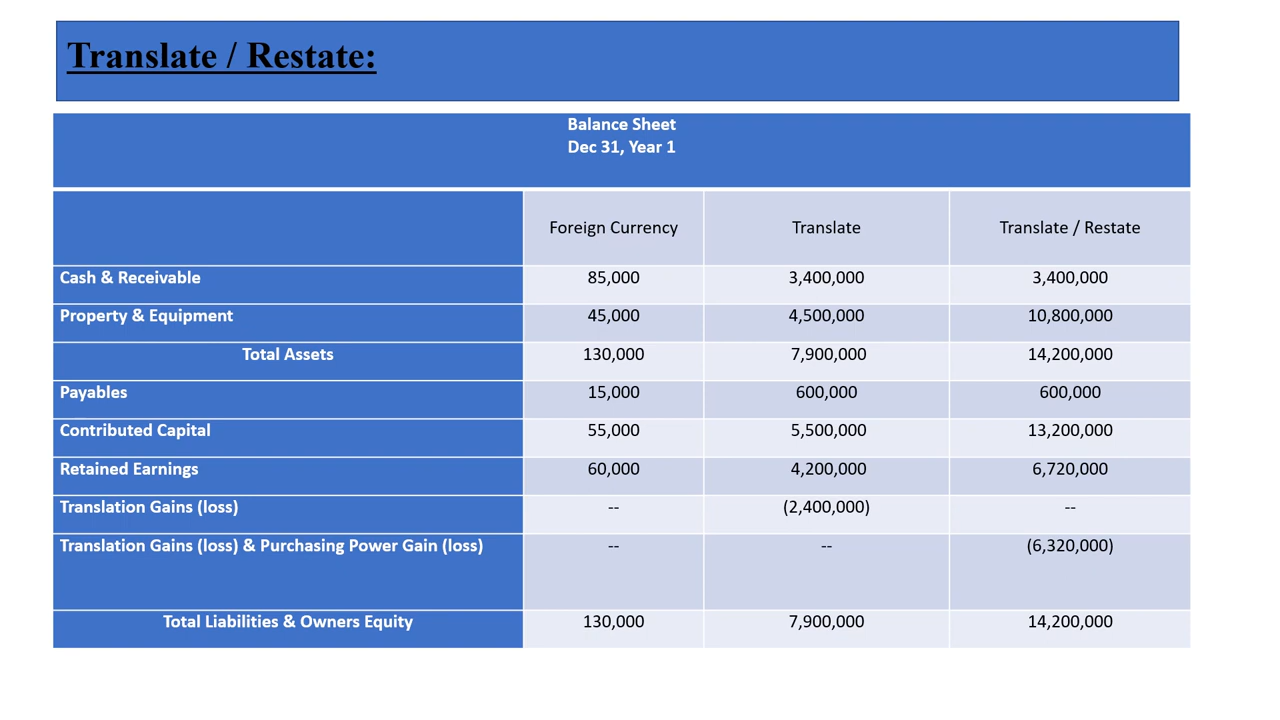 Translate / Restate:
Balance Sheet
Dec 31, Year 1
Foreign Currency Translate Translate / Restate
Cash & Receivable 85,000 3,400,000 3,400,000
Property & Equipment 45,000 4,500,000 10,800,000
Total Assets 130,000 7,900,000 14,200,000
Payables 15,000 600,000 600,000
Contributed Capital 55,000 5,500,000 13,200,000
Retained Earnings 60,000 4,200,000 6,720,000
Translation Gains (loss) -- (2,400,000) --
Translation Gains (loss) & Purchasing Power Gain (loss) -- -- (6,320,000)
Total Liabilities & Owners Equity 130,000 7,900,000 14,200,000